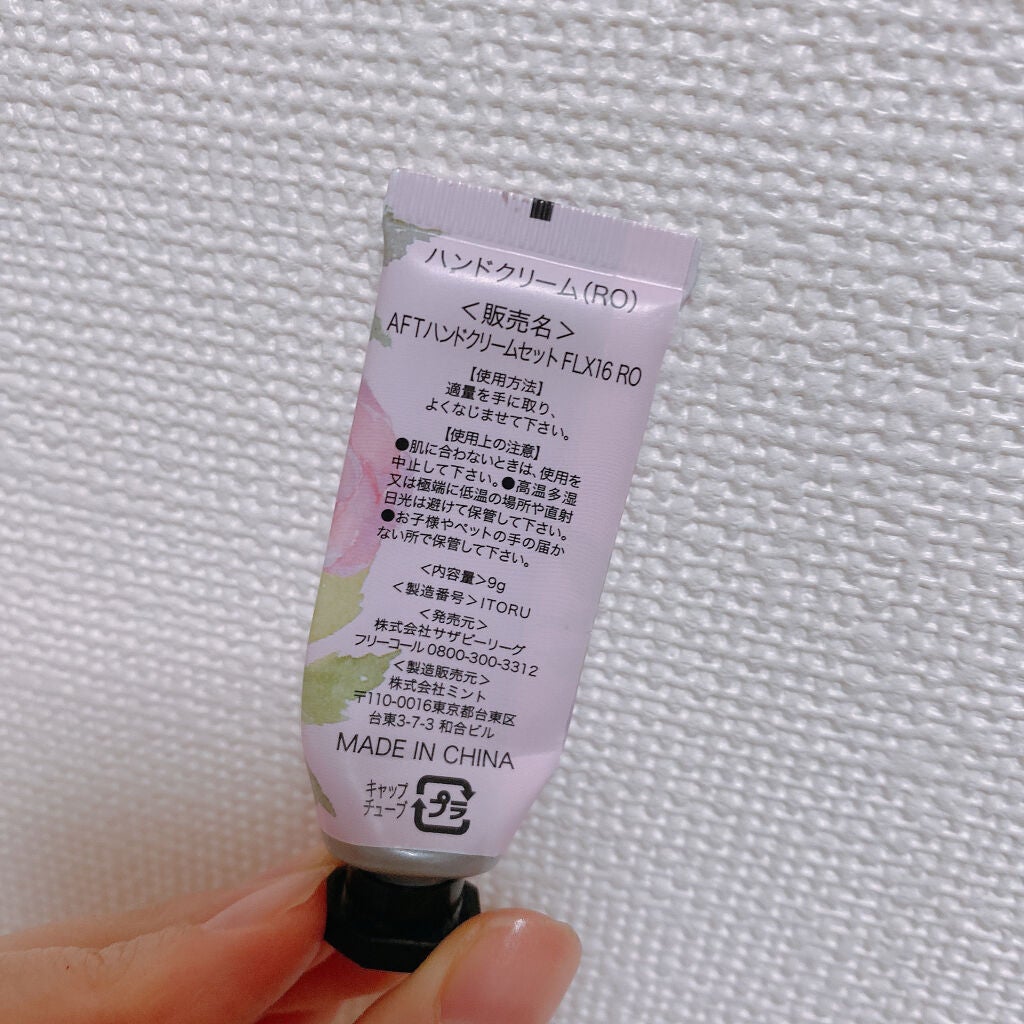 ハンドクリーム(RO)
<販売名>
AFTハンドクリームセットFLX16 RO
【使用方法】
適量を手に取り、
よくなじませて下さい。
【使用上の注意】
●肌に合わないときは、使用を
中止して下さい。●高温多湿
又は極端に低温の場所や直射
日光は避けて保管して下さい。
●お子様やペットの手の届か
ない所で保管して下さい。
<内容量>9g
<製造番号>ITORU
<発売元>
株式会社サザビーリーグ
フリーコール 0800-300-3312
<製造販売元>
株式会社ミント
〒110-0016東京都台東区
台東3-7-3 和合ビル
MADE IN CHINA
キャップ
チューブ
プラ